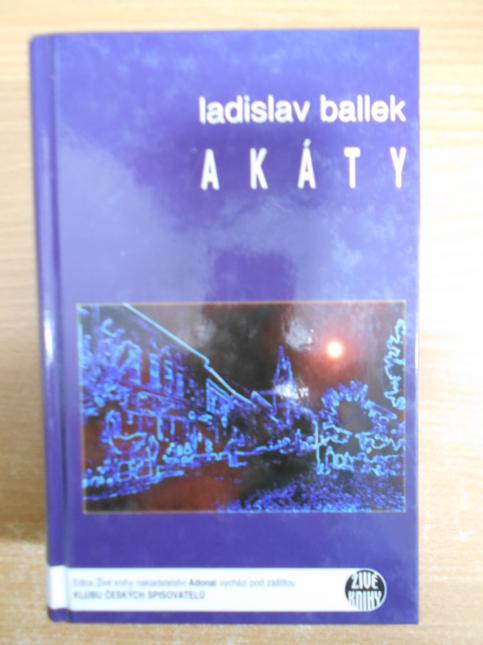 ladislav ballek
AKÁTY
Edice Živé knihy nakladatelství Adonai vychází pod záštitou
KLUBU ČESKÝCH SPISOVATELŮ
ŽIVÉ
KNIHY